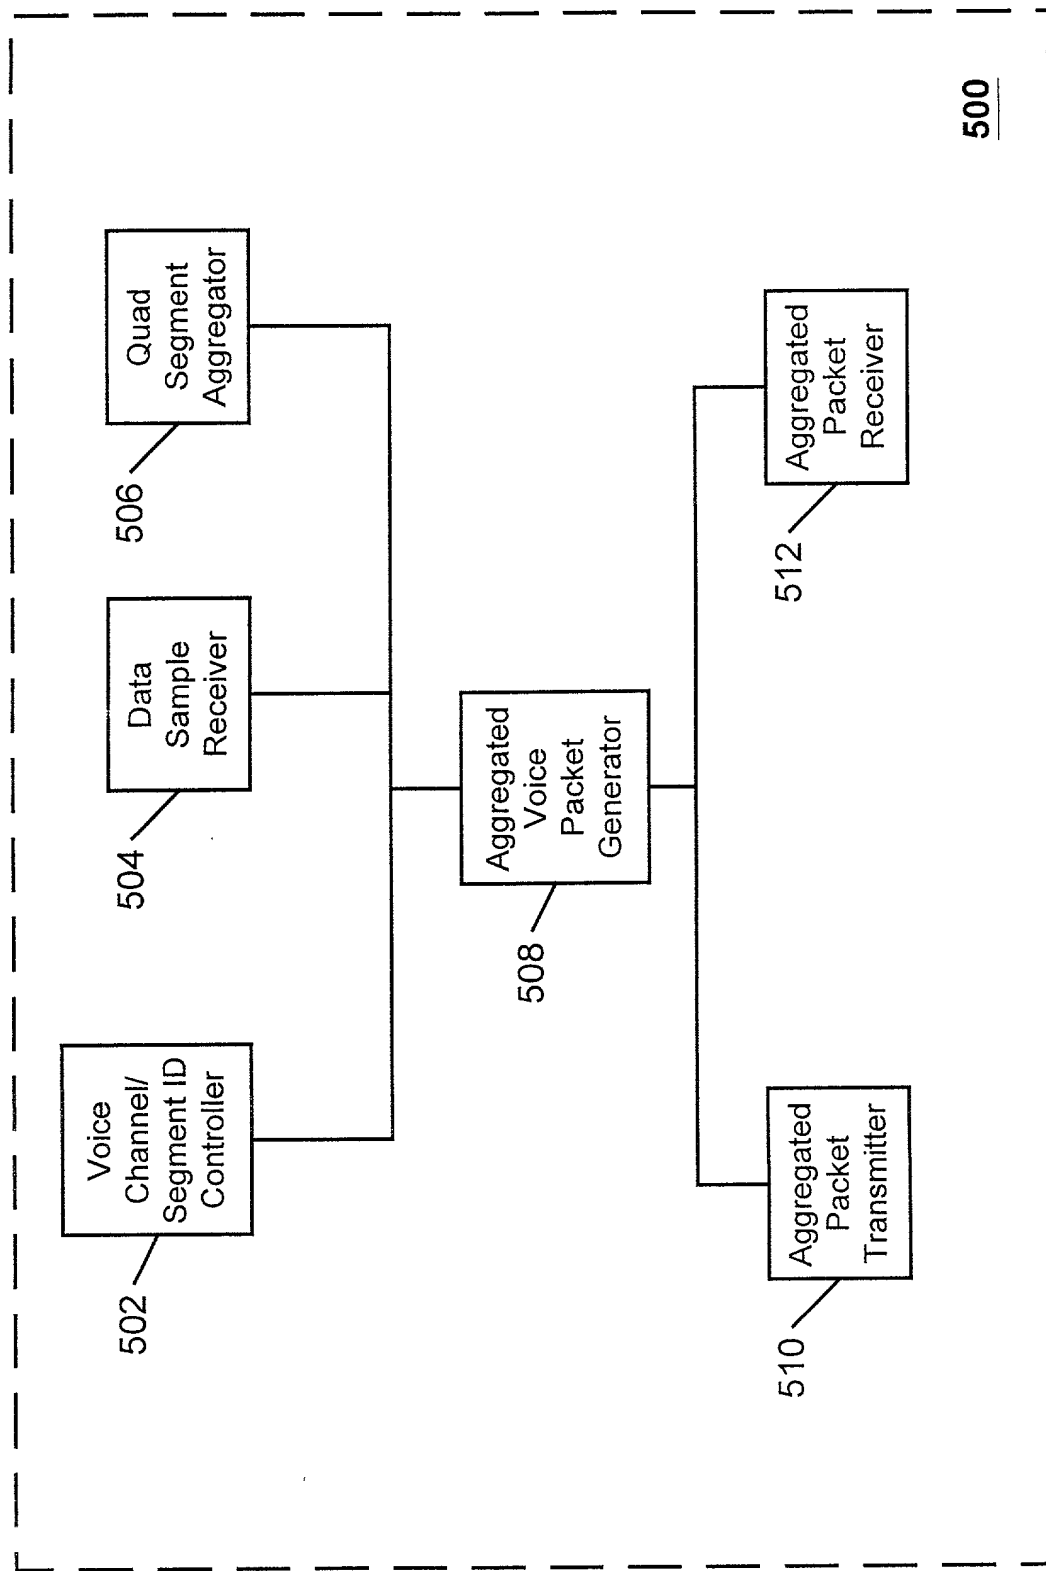 502
Voice
Channel/
Segment ID
Controller
504
Data
Sample
Receiver
506
Quad
Segment
Aggregator
508
Aggregated
Voice
Packet
Generator
510
Aggregated
Packet
Transmitter
512
Aggregated
Packet
Receiver
500